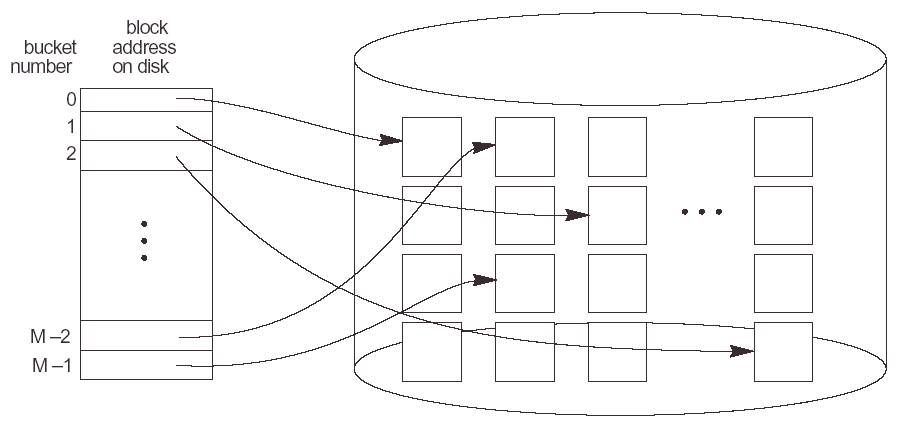 bucket
number
block
address
on disk
0
1
2
M –2
M –1